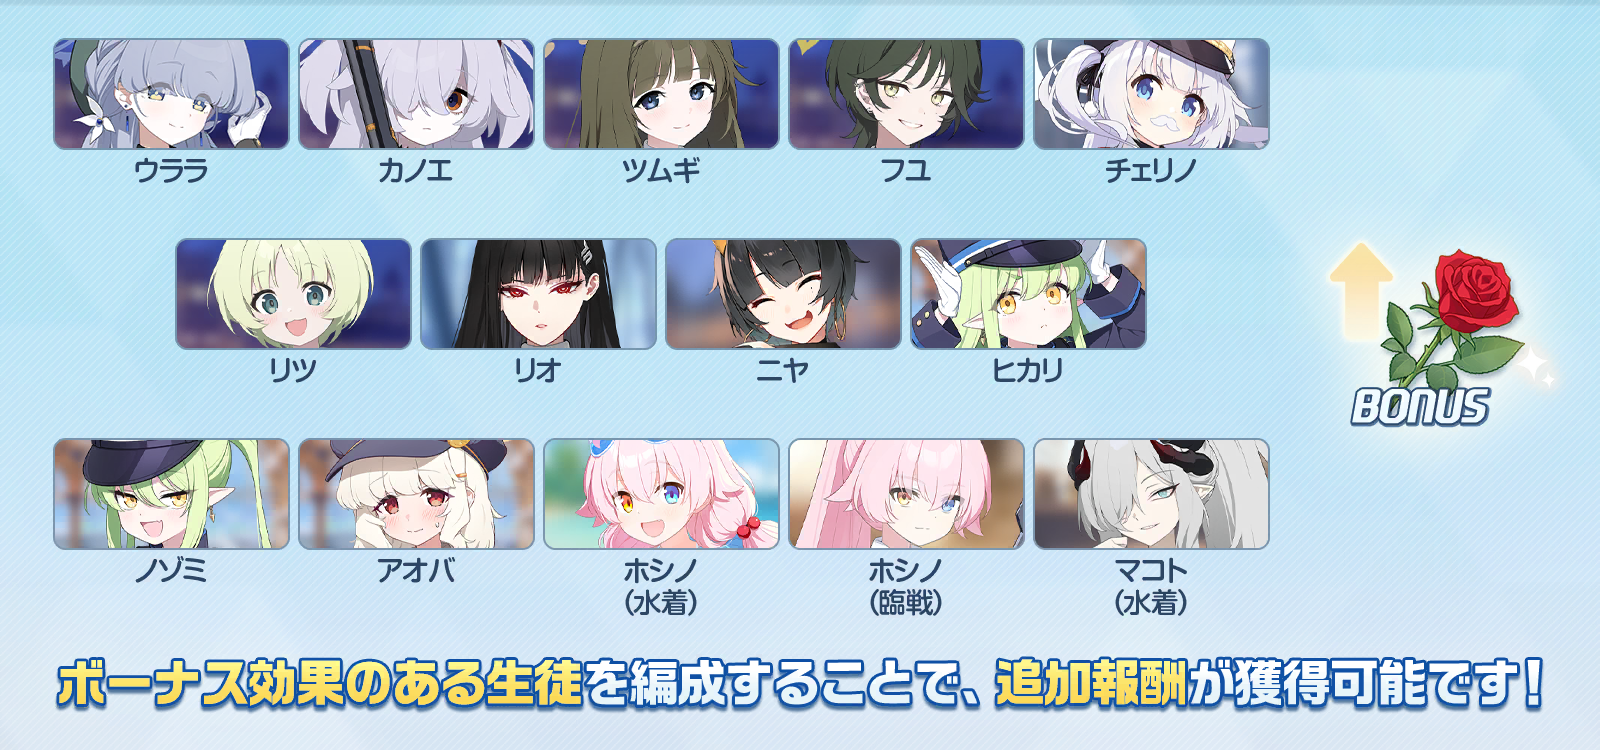 ウララ
カノエ
ツムギ
フユ
チェリノ
リツ
リオ
ニヤ
ヒカリ
BONUS
ノゾミ
アオバ
ホシノ
(水着)
ホシノ
(臨戦)
マコト
(水着)
ボーナス効果のある生徒を編成することで、追加報酬が獲得可能です!